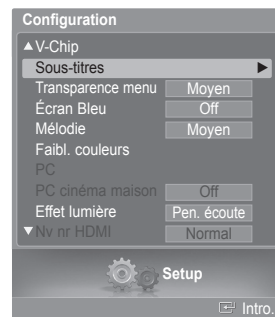 Configuration
▲V-Chip
Sous-titres ►
Transparence menu Moyen
Écran Bleu Off
Mélodie Moyen
Faibl. couleurs
PC
PC cinéma maison Off
Effet lumière Pen. écoute
▼Nv nr HDMI Normal
Setup
Intro.